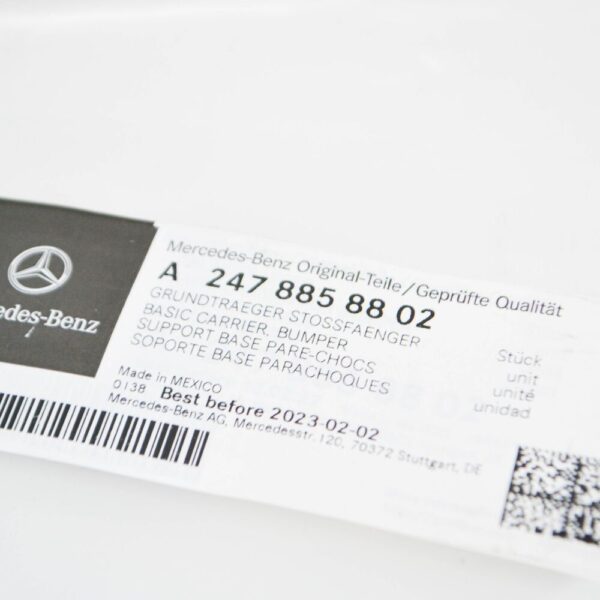 Mercedes-Benz Original-Teile/Geprüfte Qualität
A 247 885 88 02
GRUNDTRAEGER STOSSFAENGER
BASIC CARRIER, BUMPER
SUPPORT BASE PARE-CHOCS
SOPORTE BASE PARACHOQUES
Stück
unit
unité
unidad
edes-Benz
Made in MEXICO
0138 Best before 2023-02-02
Mercedes-Benz AG, Mercedesstr. 120, 70372 Stuttgart, DE